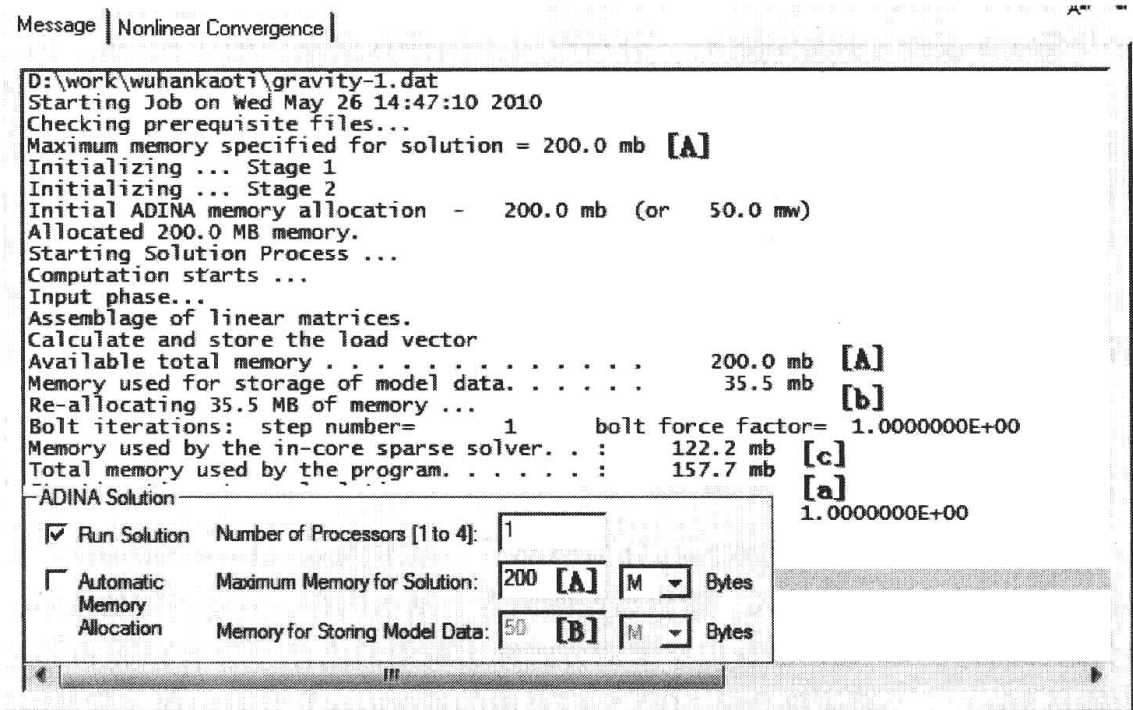 Message Nonlinear Convergence
D:\work\wuhankaoti\gravity-1.dat
Starting Job on Wed May 26 14:47:10 2010
Checking prerequisite files...
Maximum memory specified for solution = 200.0 mb [A]
Initializing ... Stage 1
Initializing ... Stage 2
Initial ADINA memory allocation - 200.0 mb (or 50.0 mw)
Allocated 200.0 MB memory.
Starting Solution Process ...
Computation starts ...
Input phase...
Assemblage of linear matrices.
Calculate and store the load vector
Available total memory . . . . . . . . . . . . . 200.0 mb [A]
Memory used for storage of model data. . . . . . 35.5 mb
Re-allocating 35.5 MB of memory ... [b]
Bolt iterations: step number= 1 bolt force factor= 1.0000000E+00
Memory used by the in-core sparse solver. . : 122.2 mb [c]
Total memory used by the program. . . . . . : 157.7 mb
ADINA Solution [a]
1.0000000E+00
Run Solution Number of Processors [1 to 4]: 1
Automatic Maximum Memory for Solution: 200 [A] M Bytes
Memory
Allocation Memory for Storing Model Data: 50 [B] M Bytes